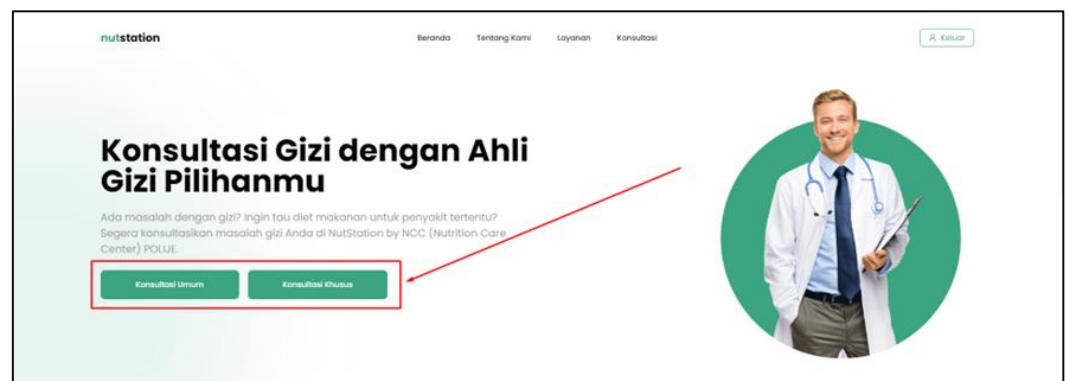 nutstation
Beranda Tentang Kami Layanan Konsultasi
Keluar
Konsultasi Gizi dengan Ahli
Gizi Pilihanmu
Ada masalah dengan gizi? Ingin tau diet makanan untuk penyakit tertentu?
Segera konsultasikan masalah gizi Anda di NutStation by NCC (Nutrition Care
Center) POLIJE.
Konsultasi Umum Konsultasi Khusus